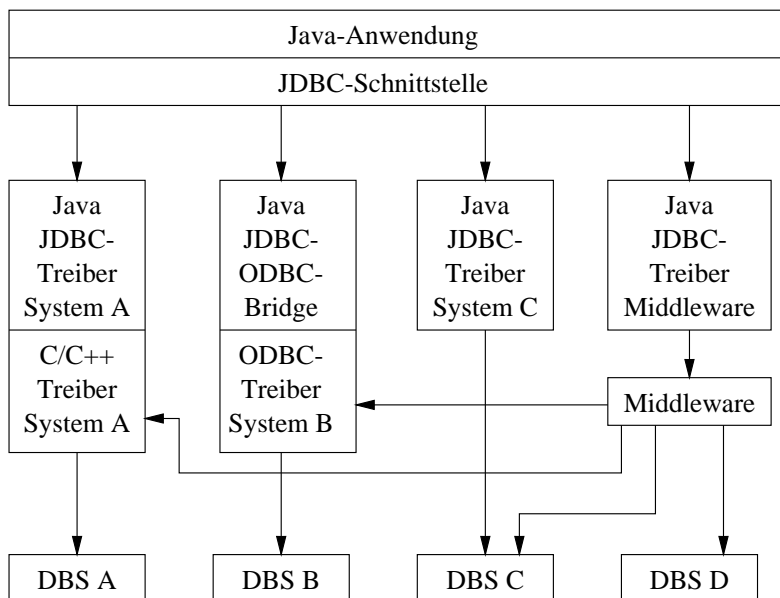 Java-Anwendung
JDBC-Schnittstelle
Java
JDBC-
Treiber
System A
C/C++
Treiber
System A
Java
JDBC-
ODBC-
Bridge
ODBC-
Treiber
System B
Java
JDBC-
Treiber
System C
Java
JDBC-
Treiber
Middleware
Middleware
DBS A
DBS B
DBS C
DBS D